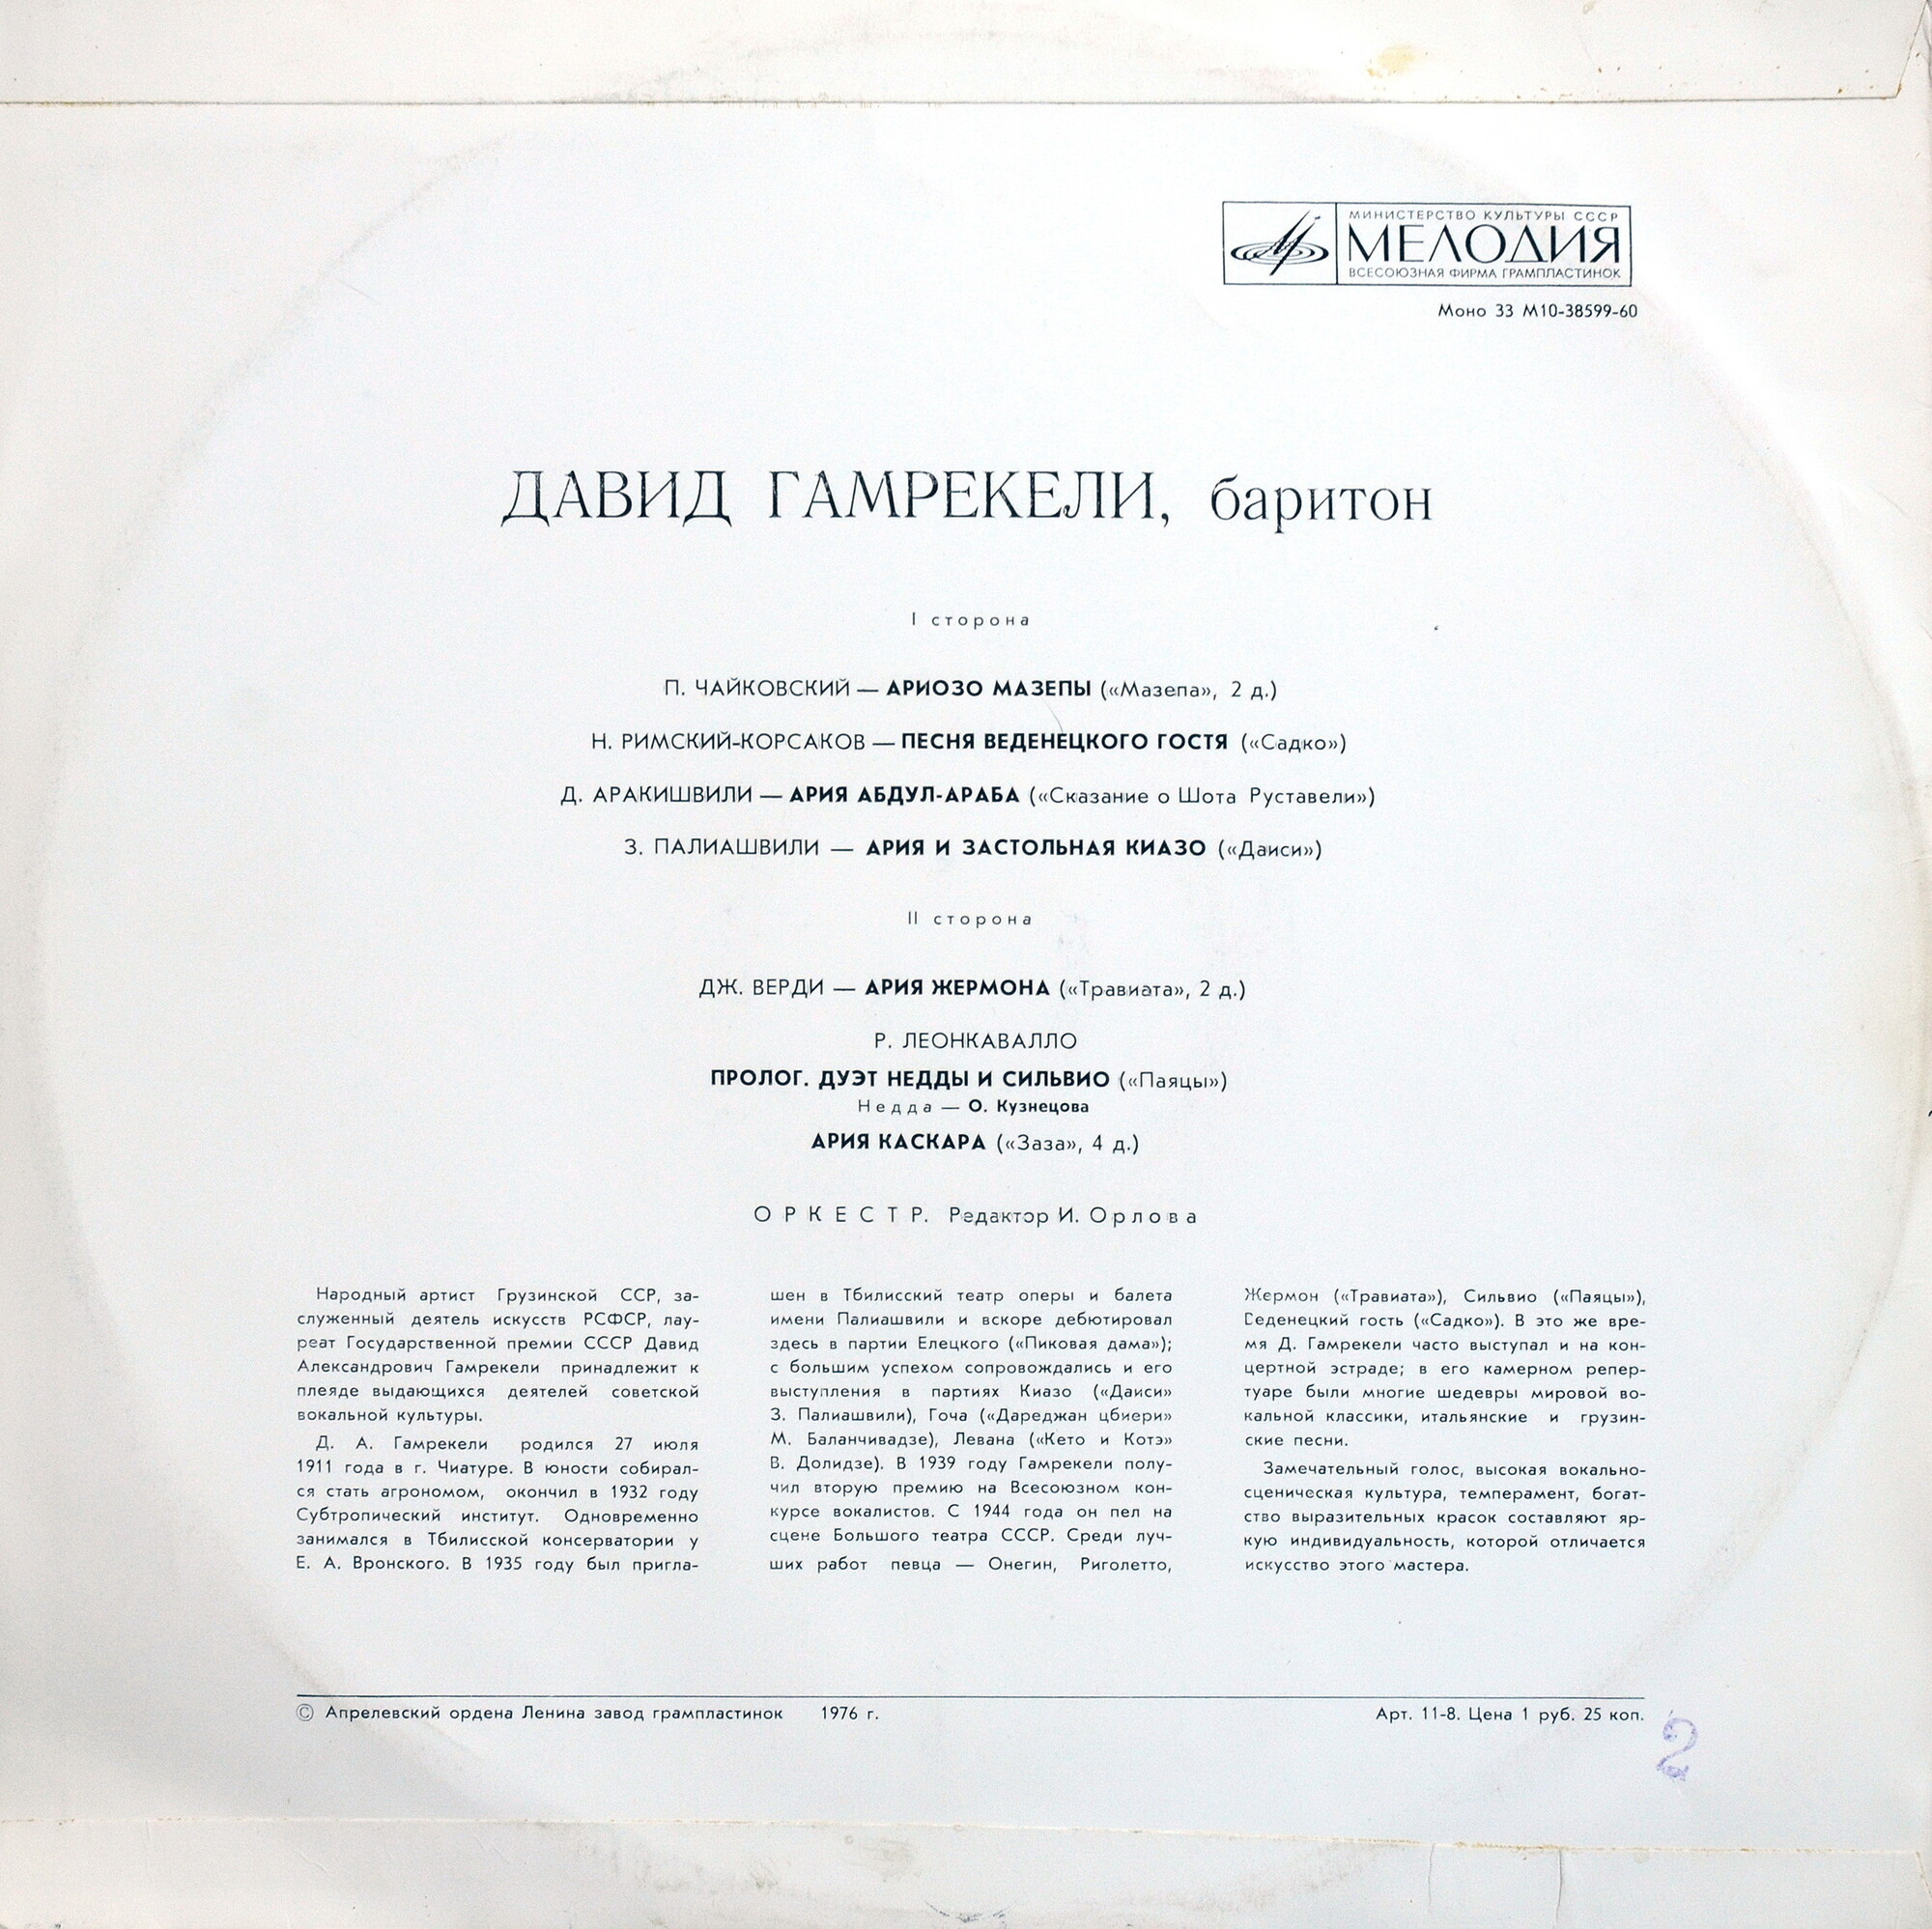 МИНИСТЕРСТВО КУЛЬТУРЫ СССР
МЕЛОДИЯ
ВСЕСОЮЗНАЯ ФИРМА ГРАМПЛАСТИНОК
Моно 33 М10-38599-60
ДАВИД ГАМРЕКЕЛИ, баритон
I сторона
П. ЧАЙКОВСКИЙ — АРИОЗО МАЗЕПЫ («Мазепа», 2 д.)
Н. РИМСКИЙ-КОРСАКОВ — ПЕСНЯ ВЕДЕНЕЦКОГО ГОСТЯ («Садко»)
Д. АРАКИШВИЛИ — АРИЯ АБДУЛ-АРАБА («Сказание о Шота Руставели»)
З. ПАЛИАШВИЛИ — АРИЯ И ЗАСТОЛЬНАЯ КИАЗО («Даиси»)
II сторона
ДЖ. ВЕРДИ — АРИЯ ЖЕРМОНА («Травиата», 2 д.)
Р. ЛЕОНКАВАЛЛО
ПРОЛОГ. ДУЭТ НЕДДЫ И СИЛЬВИО («Паяцы»)
Недда — О. Кузнецова
АРИЯ КАСКАРА («Заза», 4 д.)
ОРКЕСТР. Редактор И. Орлова
Народный артист Грузинской ССР, за-
служенный деятель искусств РСФСР, лау-
реат Государственной премии СССР Давид
Александрович Гамрекели принадлежит к
плеяде выдающихся деятелей советской
вокальной культуры.
Д. А. Гамрекели родился 27 июля
1911 года в г. Чиатуре. В юности собирал-
ся стать агрономом, окончил в 1932 году
Субтропический институт. Одновременно
занимался в Тбилисской консерватории у
Е. А. Вронского. В 1935 году был пригла-
шен в Тбилисский театр оперы и балета
имени Палиашвили и вскоре дебютировал
здесь в партии Елецкого («Пиковая дама»);
с большим успехом сопровождались и его
выступления в партиях Киазо («Даиси»
З. Палиашвили), Гоча («Дареджан цбиери»
М. Баланчивадзе), Левана («Кето и Котэ»
В. Долидзе). В 1939 году Гамрекели полу-
чил вторую премию на Всесоюзном кон-
курсе вокалистов. С 1944 года он пел на
сцене Большого театра СССР. Среди луч-
ших работ певца — Онегин, Риголетто,
Жермон («Травиата»), Сильвио («Паяцы»),
Веденецкий гость («Садко»). В это же вре-
мя Д. Гамрекели часто выступал и на кон-
цертной эстраде; в его камерном репер-
туаре были многие шедевры мировой во-
кальной классики, итальянские и грузин-
ские песни.
Замечательный голос, высокая вокально-
сценическая культура, темперамент, богат-
ство выразительных красок составляют яр-
кую индивидуальность, которой отличается
искусство этого мастера.
© Апрелевский ордена Ленина завод грампластинок 1976 г.
Арт. 11-8. Цена 1 руб. 25 коп.
2